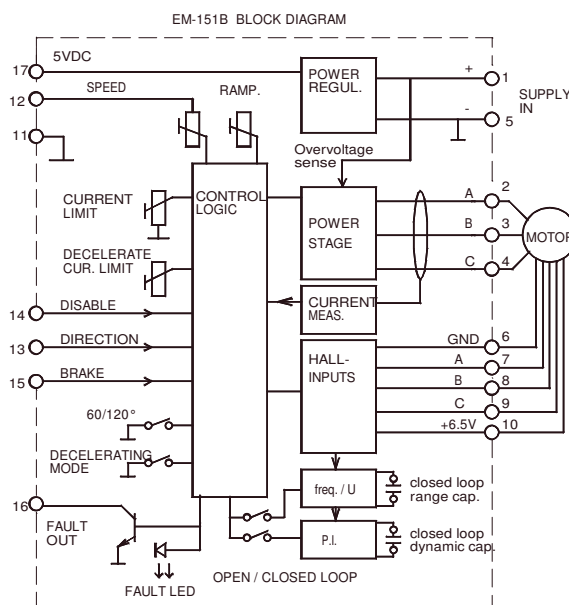 EM-151B BLOCK DIAGRAM
5VDC
17
12
SPEED
RAMP.
11
POWER
REGUL.
+
1
-
5
SUPPLY
IN
Overvoltage
sense
CURRENT
LIMIT
CONTROL
LOGIC
DECELERATE
CUR. LIMIT
POWER
STAGE
A
2
B
3
C
4
MOTOR
14
DISABLE
CURRENT
MEAS.
13
DIRECTION
15
BRAKE
HALL-
INPUTS
GND
6
A
7
B
8
C
9
+6.5V
10
60/120°
DECELERATING
MODE
16
FAULT
OUT
freq. / U
closed loop
range cap.
P.I.
closed loop
dynamic cap.
FAULT LED
OPEN / CLOSED LOOP